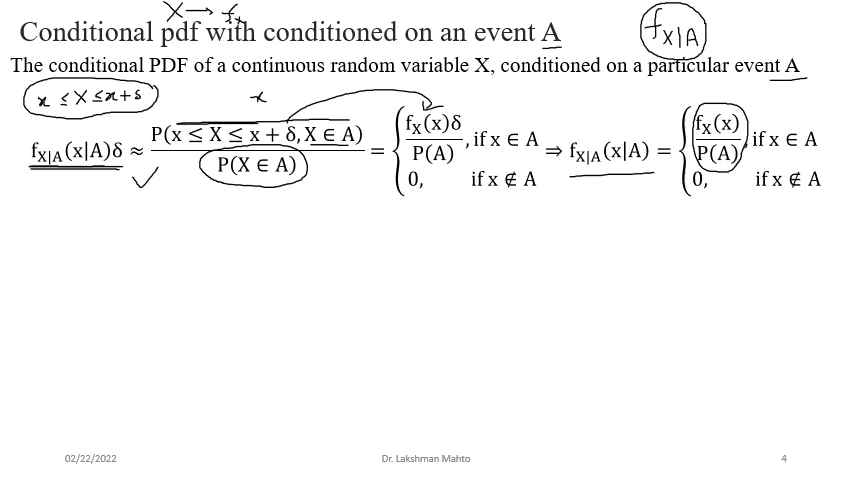 X → fₓ
Conditional pdf with conditioned on an event A
f_X|A
The conditional PDF of a continuous random variable X, conditioned on a particular event A
x ≤ X ≤ x+δ
x
f_X|A(x|A)δ ≈ P(x ≤ X ≤ x + δ, X ∈ A) / P(X ∈ A) = { f_X(x)δ / P(A), if x ∈ A ; 0, if x ∉ A ⇒ f_X|A(x|A) = { f_X(x) / P(A), if x ∈ A ; 0, if x ∉ A
02/22/2022
Dr. Lakshman Mahto
4